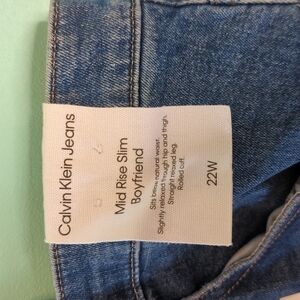 Calvin Klein Jeans
Mid Rise Slim
Boyfriend
Sits below natural waist.
Slightly relaxed through hip and thigh.
Straight relaxed leg.
Rolled cuff.
22W